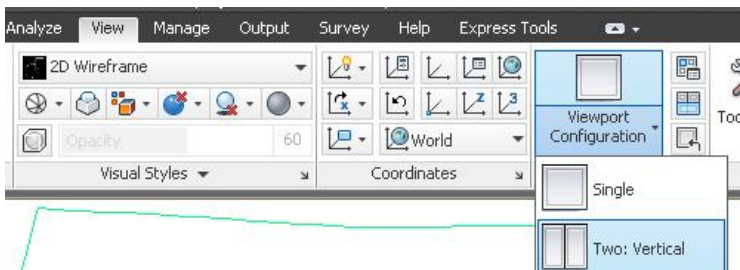 Analyze View Manage Output Survey Help Express Tools
2D Wireframe
Opacity 60
World
Viewport
Configuration
Visual Styles
Coordinates
Single
Two: Vertical